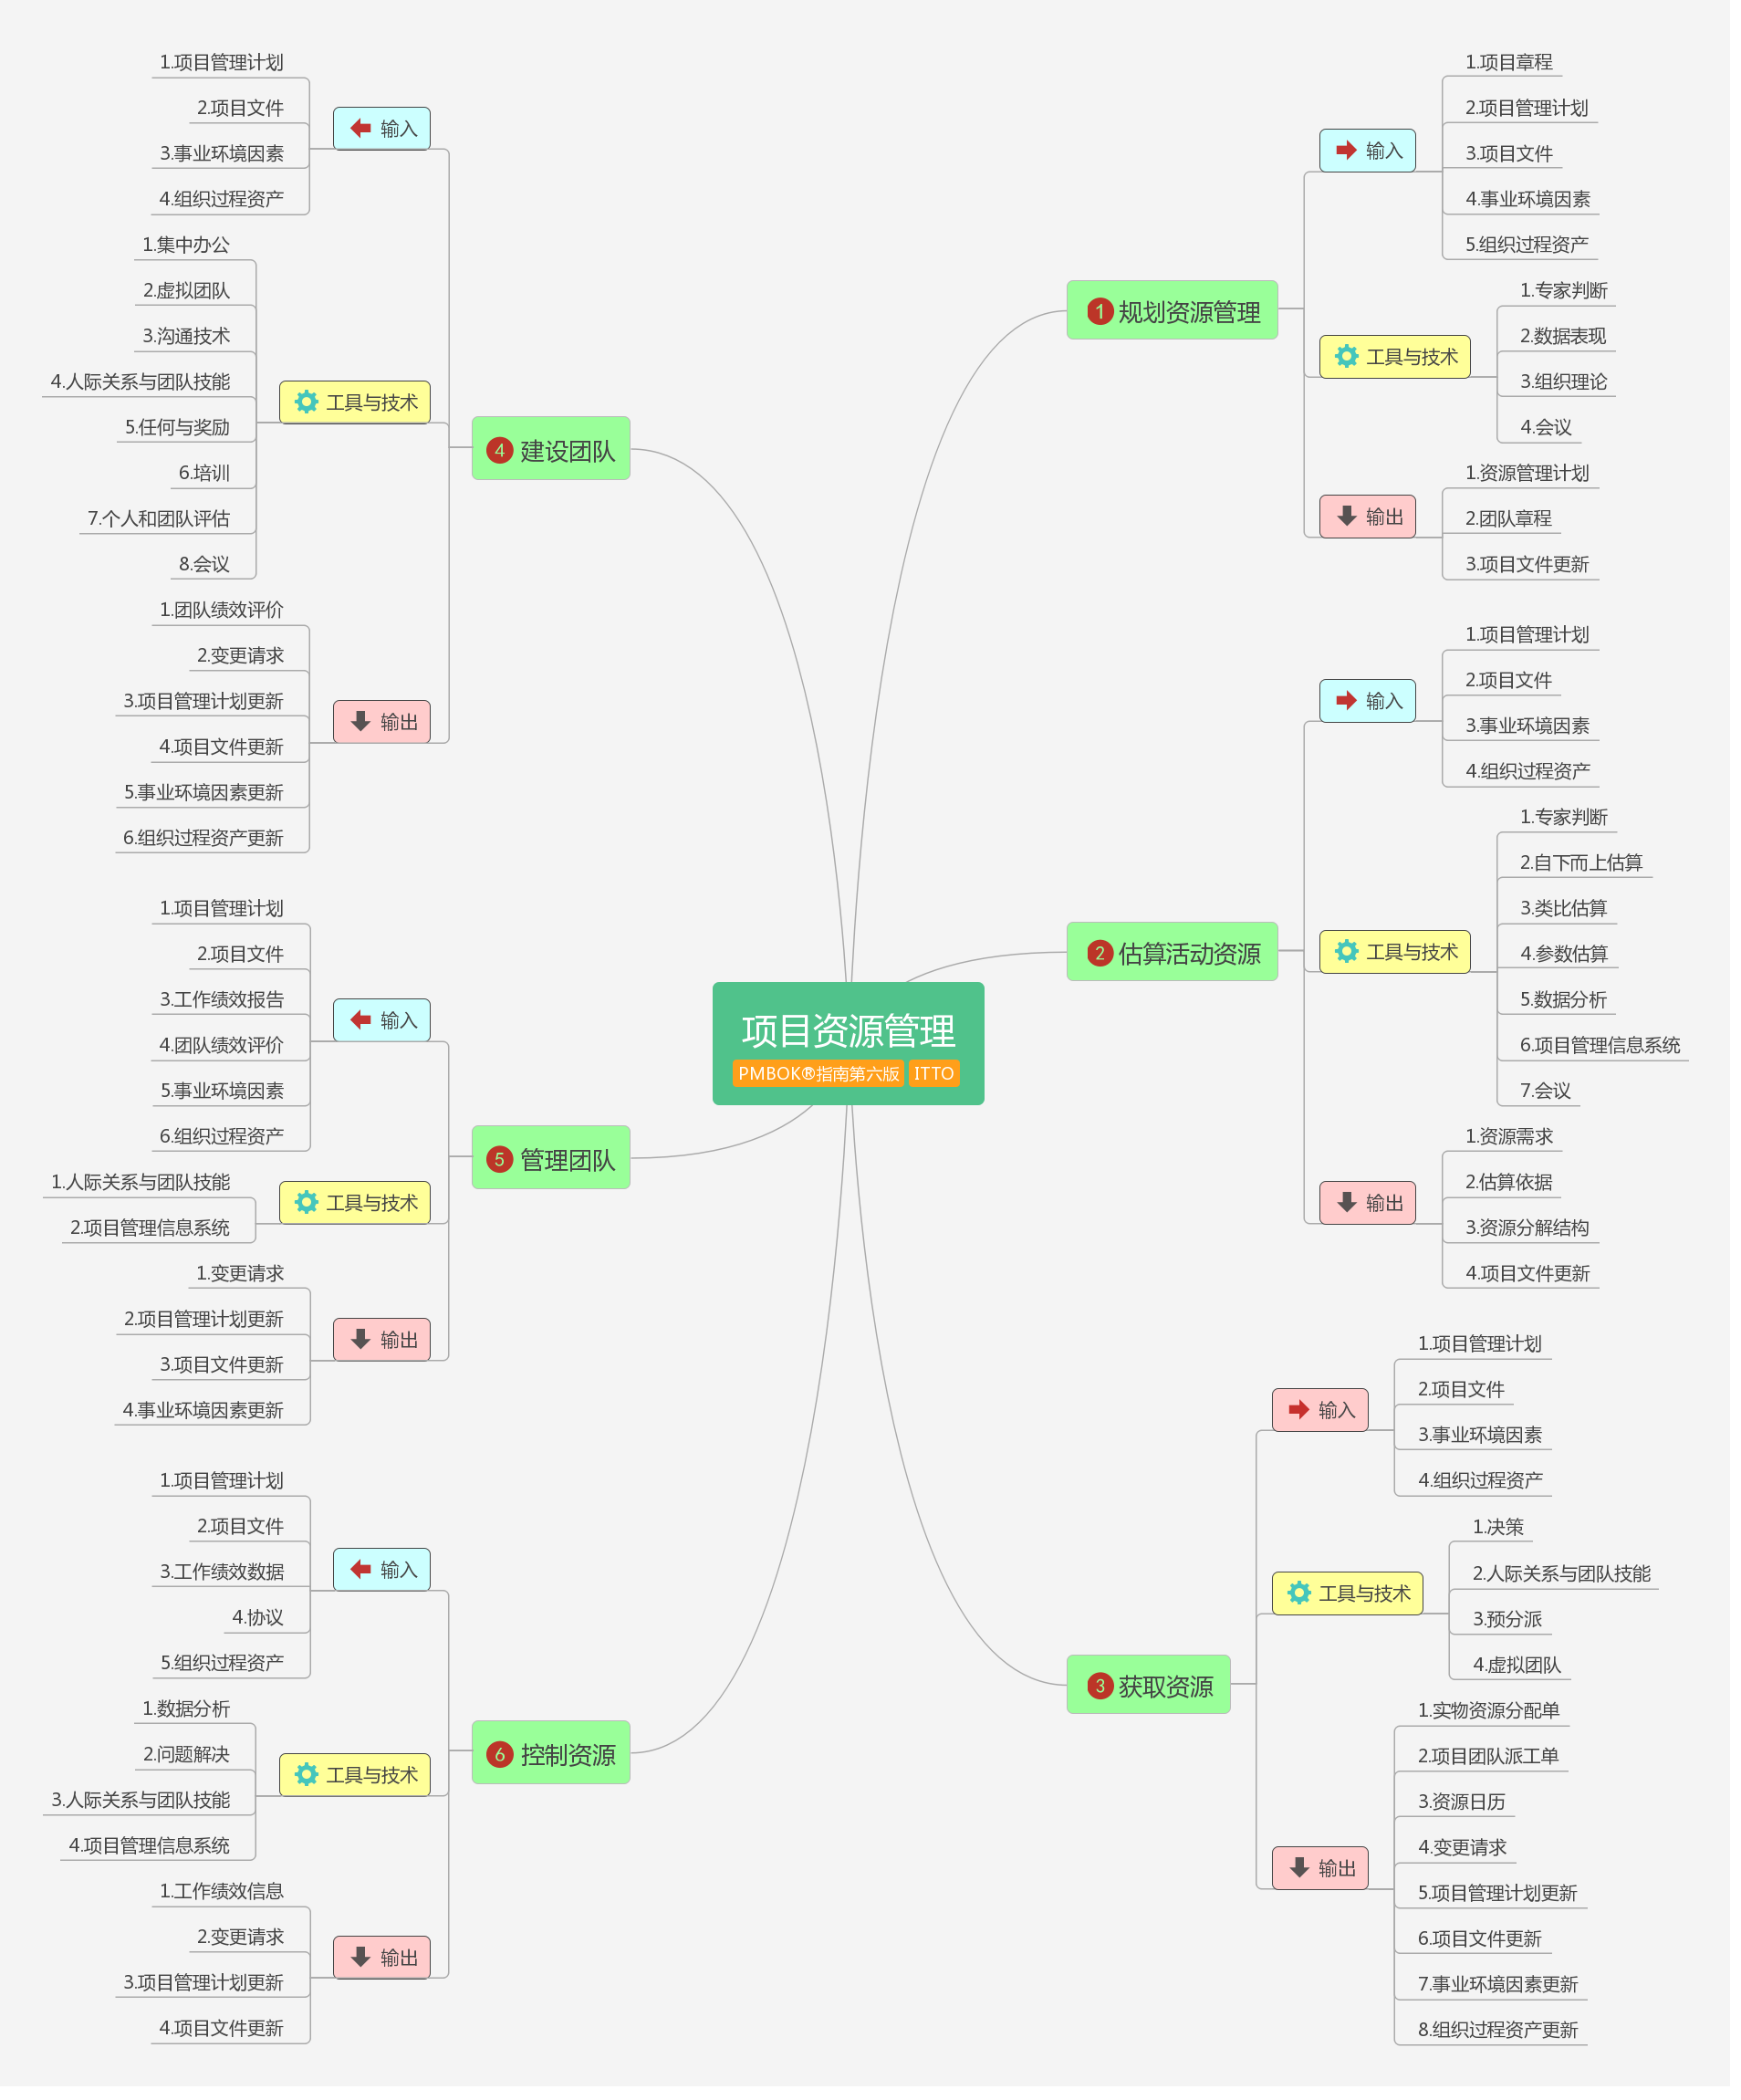 项目资源管理
PMBOK®指南第六版 ITTO
1 规划资源管理
输入
1.项目章程
2.项目管理计划
3.项目文件
4.事业环境因素
5.组织过程资产
工具与技术
1.专家判断
2.数据表现
3.组织理论
4.会议
输出
1.资源管理计划
2.团队章程
3.项目文件更新
2 估算活动资源
输入
1.项目管理计划
2.项目文件
3.事业环境因素
4.组织过程资产
工具与技术
1.专家判断
2.自下而上估算
3.类比估算
4.参数估算
5.数据分析
6.项目管理信息系统
7.会议
输出
1.资源需求
2.估算依据
3.资源分解结构
4.项目文件更新
3 获取资源
输入
1.项目管理计划
2.项目文件
3.事业环境因素
4.组织过程资产
工具与技术
1.决策
2.人际关系与团队技能
3.预分派
4.虚拟团队
输出
1.实物资源分配单
2.项目团队派工单
3.资源日历
4.变更请求
5.项目管理计划更新
6.项目文件更新
7.事业环境因素更新
8.组织过程资产更新
4 建设团队
输入
1.项目管理计划
2.项目文件
3.事业环境因素
4.组织过程资产
工具与技术
1.集中办公
2.虚拟团队
3.沟通技术
4.人际关系与团队技能
5.任何与奖励
6.培训
7.个人和团队评估
8.会议
输出
1.团队绩效评价
2.变更请求
3.项目管理计划更新
4.项目文件更新
5.事业环境因素更新
6.组织过程资产更新
5 管理团队
输入
1.项目管理计划
2.项目文件
3.工作绩效报告
4.团队绩效评价
5.事业环境因素
6.组织过程资产
工具与技术
1.人际关系与团队技能
2.项目管理信息系统
输出
1.变更请求
2.项目管理计划更新
3.项目文件更新
4.事业环境因素更新
6 控制资源
输入
1.项目管理计划
2.项目文件
3.工作绩效数据
4.协议
5.组织过程资产
工具与技术
1.数据分析
2.问题解决
3.人际关系与团队技能
4.项目管理信息系统
输出
1.工作绩效信息
2.变更请求
3.项目管理计划更新
4.项目文件更新